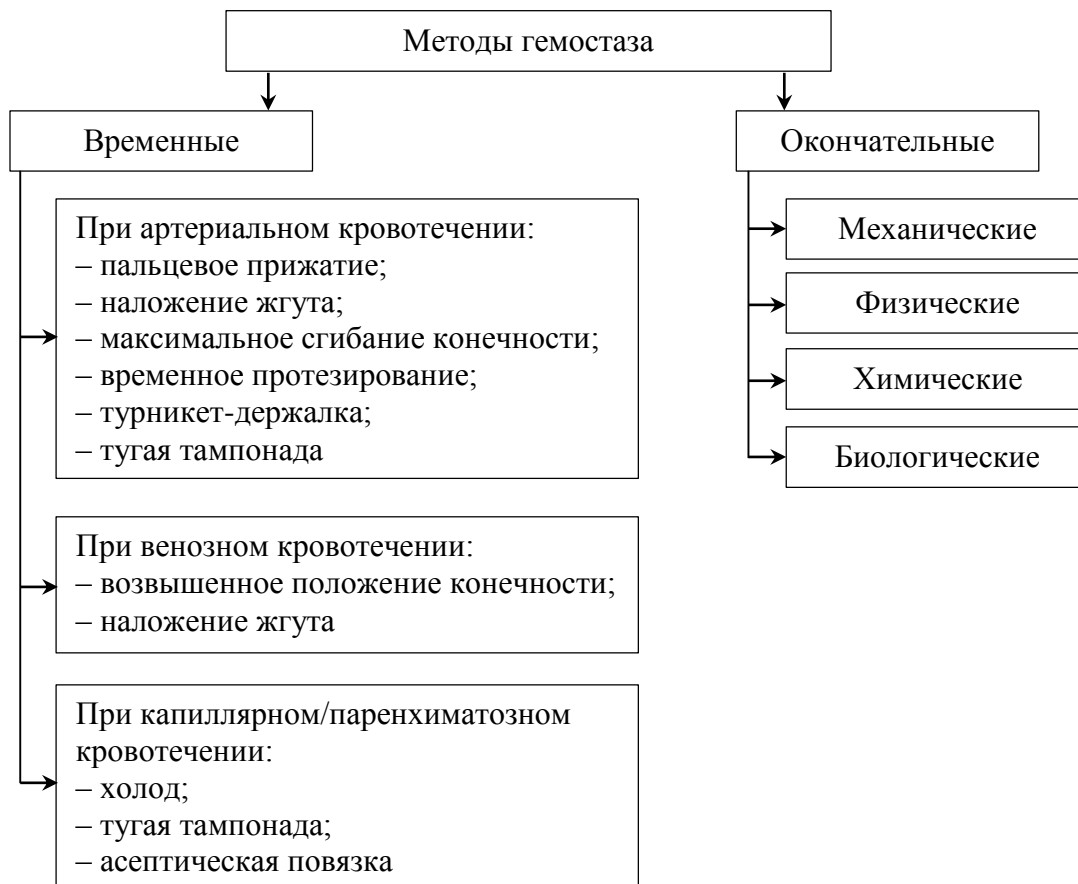 Методы гемостаза
Временные
Окончательные
При артериальном кровотечении:
– пальцевое прижатие;
– наложение жгута;
– максимальное сгибание конечности;
– временное протезирование;
– турникет-держалка;
– тугая тампонада
При венозном кровотечении:
– возвышенное положение конечности;
– наложение жгута
При капиллярном/паренхиматозном
кровотечении:
– холод;
– тугая тампонада;
– асептическая повязка
Механические
Физические
Химические
Биологические